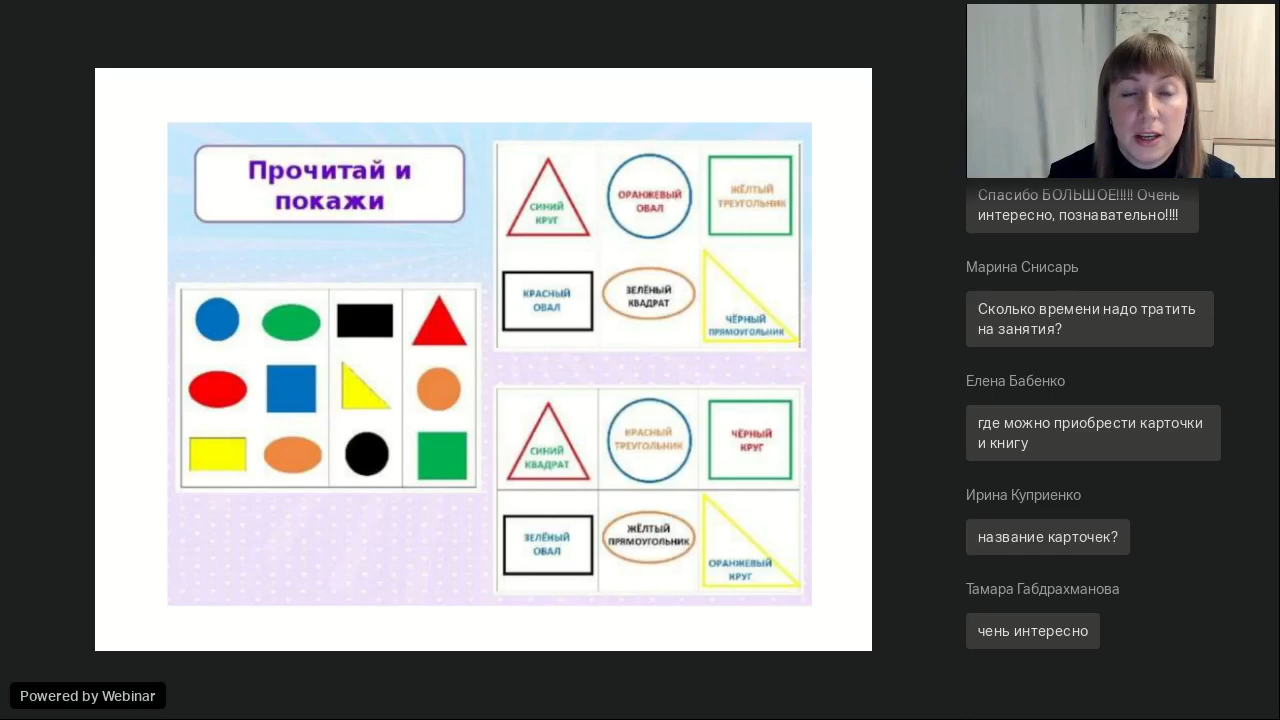 Прочитай и
покажи
СИНИЙ
КРУГ
ОРАНЖЕВЫЙ
ОВАЛ
ЖЁЛТЫЙ
ТРЕУГОЛЬНИК
КРАСНЫЙ
ОВАЛ
ЗЕЛЁНЫЙ
КВАДРАТ
ЧЁРНЫЙ
ПРЯМОУГОЛЬНИК
СИНИЙ
КВАДРАТ
КРАСНЫЙ
ТРЕУГОЛЬНИК
ЧЁРНЫЙ
КРУГ
ЗЕЛЁНЫЙ
ОВАЛ
ЖЁЛТЫЙ
ПРЯМОУГОЛЬНИК
ОРАНЖЕВЫЙ
КРУГ
Спасибо БОЛЬШОЕ!!!!! Очень
интересно, познавательно!!!!
Марина Снисарь
Сколько времени надо тратить
на занятия?
Елена Бабенко
где можно приобрести карточки
и книгу
Ирина Куприенко
название карточек?
Тамара Габдрахманова
чень интересно
Powered by Webinar